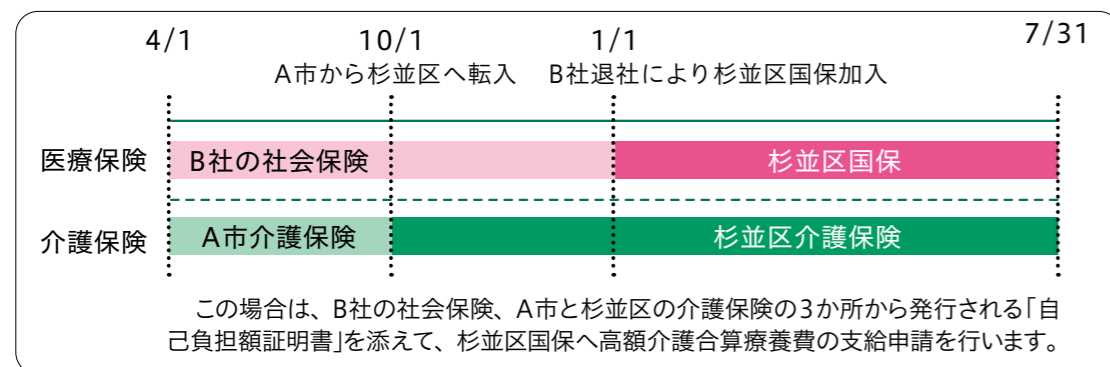 4/1 10/1 1/1 7/31
A市から杉並区へ転入 B社退社により杉並区国保加入
医療保険 B社の社会保険 杉並区国保
介護保険 A市介護保険 杉並区介護保険
この場合は、B社の社会保険、A市と杉並区の介護保険の3か所から発行される「自
己負担額証明書」を添えて、杉並区国保へ高額介護合算療養費の支給申請を行います。